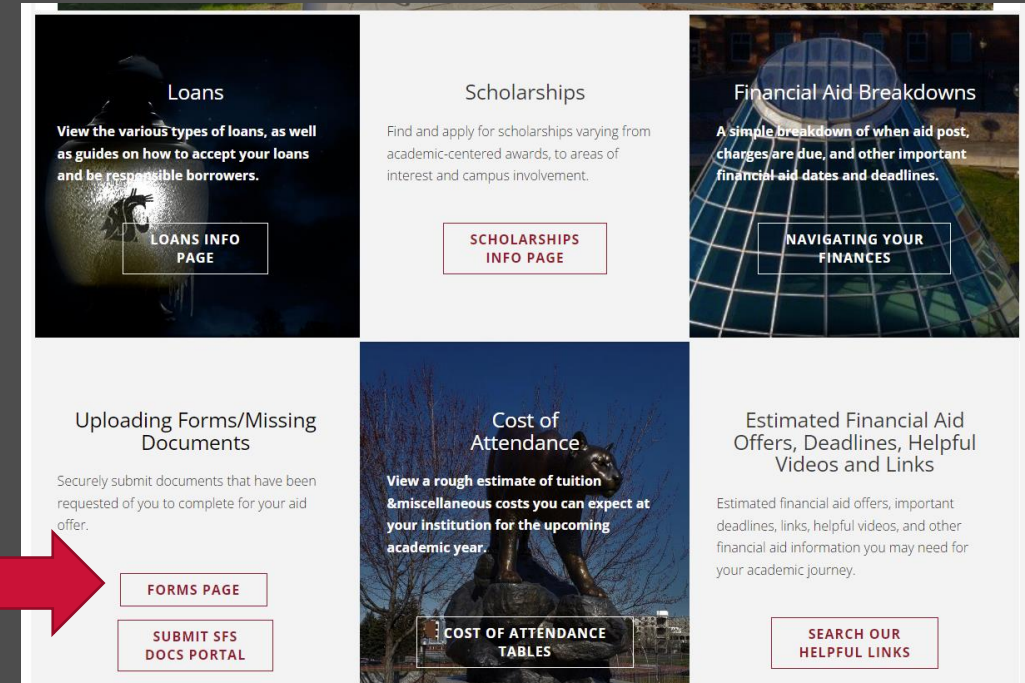 Loans
View the various types of loans, as well
as guides on how to accept your loans
and be responsible borrowers.
LOANS INFO
PAGE
Scholarships
Find and apply for scholarships varying from
academic-centered awards, to areas of
interest and campus involvement.
SCHOLARSHIPS
INFO PAGE
Financial Aid Breakdowns
A simple breakdown of when aid post,
charges are due, and other important
financial aid dates and deadlines.
NAVIGATING YOUR
FINANCES
Uploading Forms/Missing
Documents
Securely submit documents that have been
requested of you to complete for your aid
offer.
FORMS PAGE
SUBMIT SFS
DOCS PORTAL
Cost of
Attendance
View a rough estimate of tuition
&miscellaneous costs you can expect at
your institution for the upcoming
academic year.
COST OF ATTENDANCE
TABLES
Estimated Financial Aid
Offers, Deadlines, Helpful
Videos and Links
Estimated financial aid offers, important
deadlines, links, helpful videos, and other
financial aid information you may need for
your academic journey.
SEARCH OUR
HELPFUL LINKS